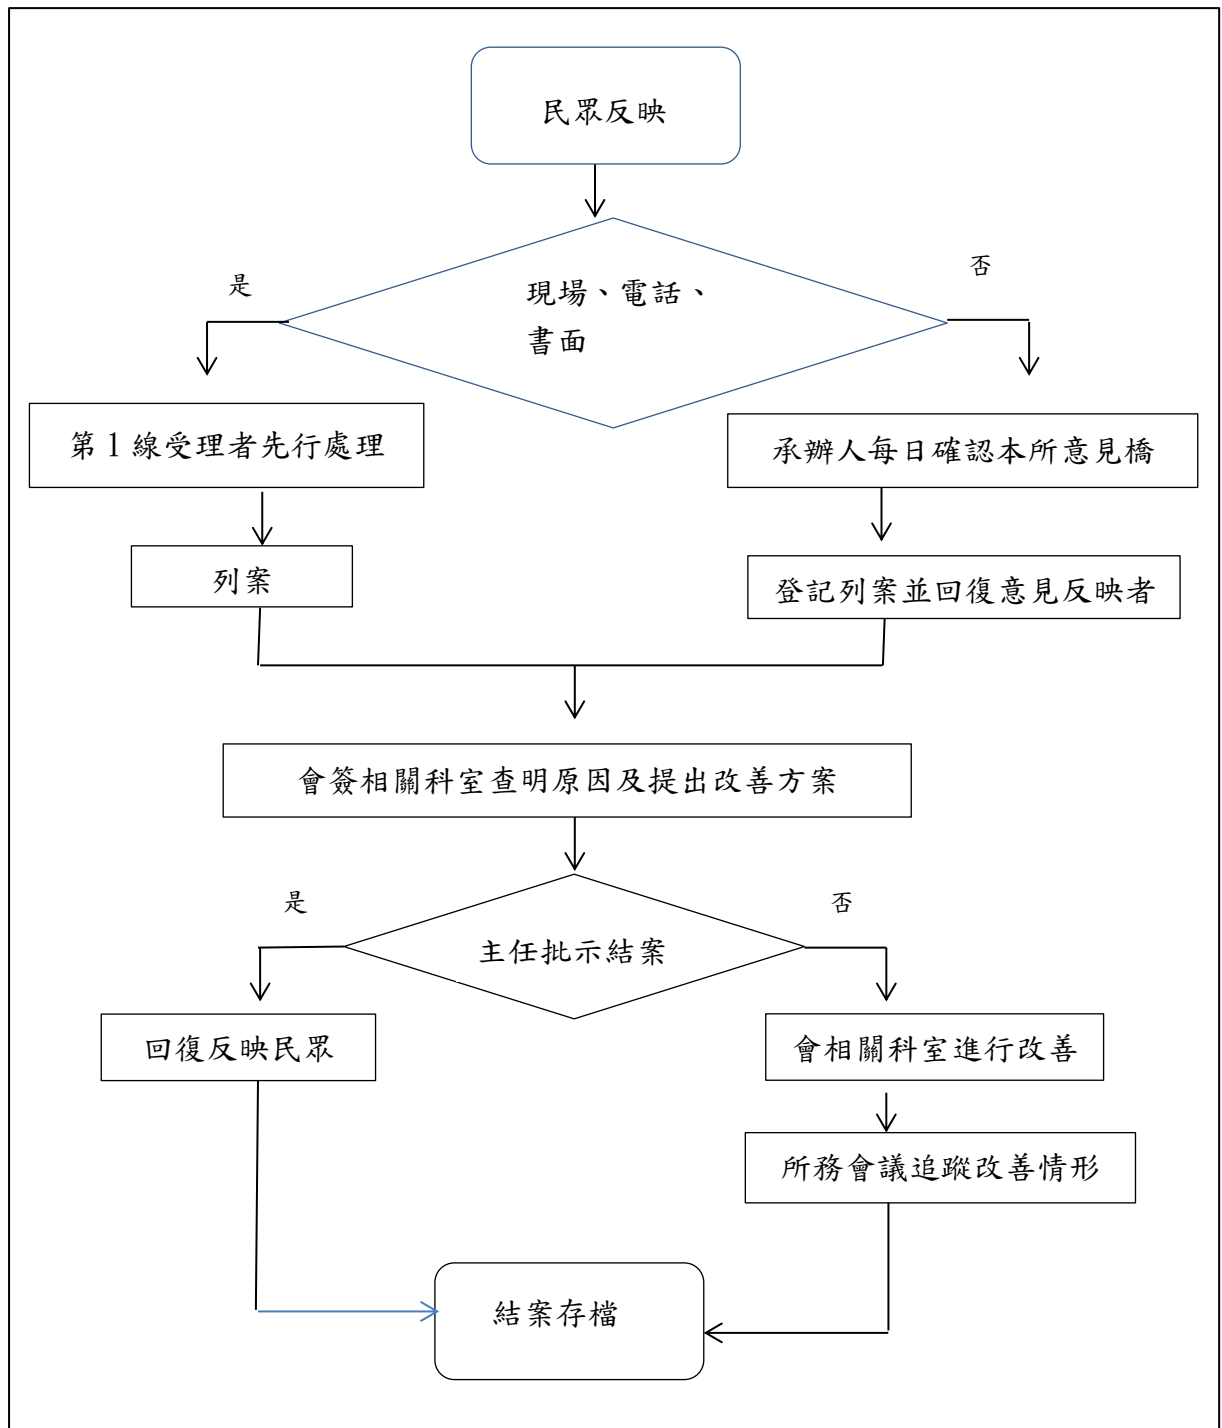 民眾反映
是
否
現場、電話、
書面
第1線受理者先行處理
承辦人每日確認本所意見橋
列案
登記列案並回復意見反映者
會簽相關科室查明原因及提出改善方案
是
否
主任批示結案
回復反映民眾
會相關科室進行改善
所務會議追蹤改善情形
結案存檔